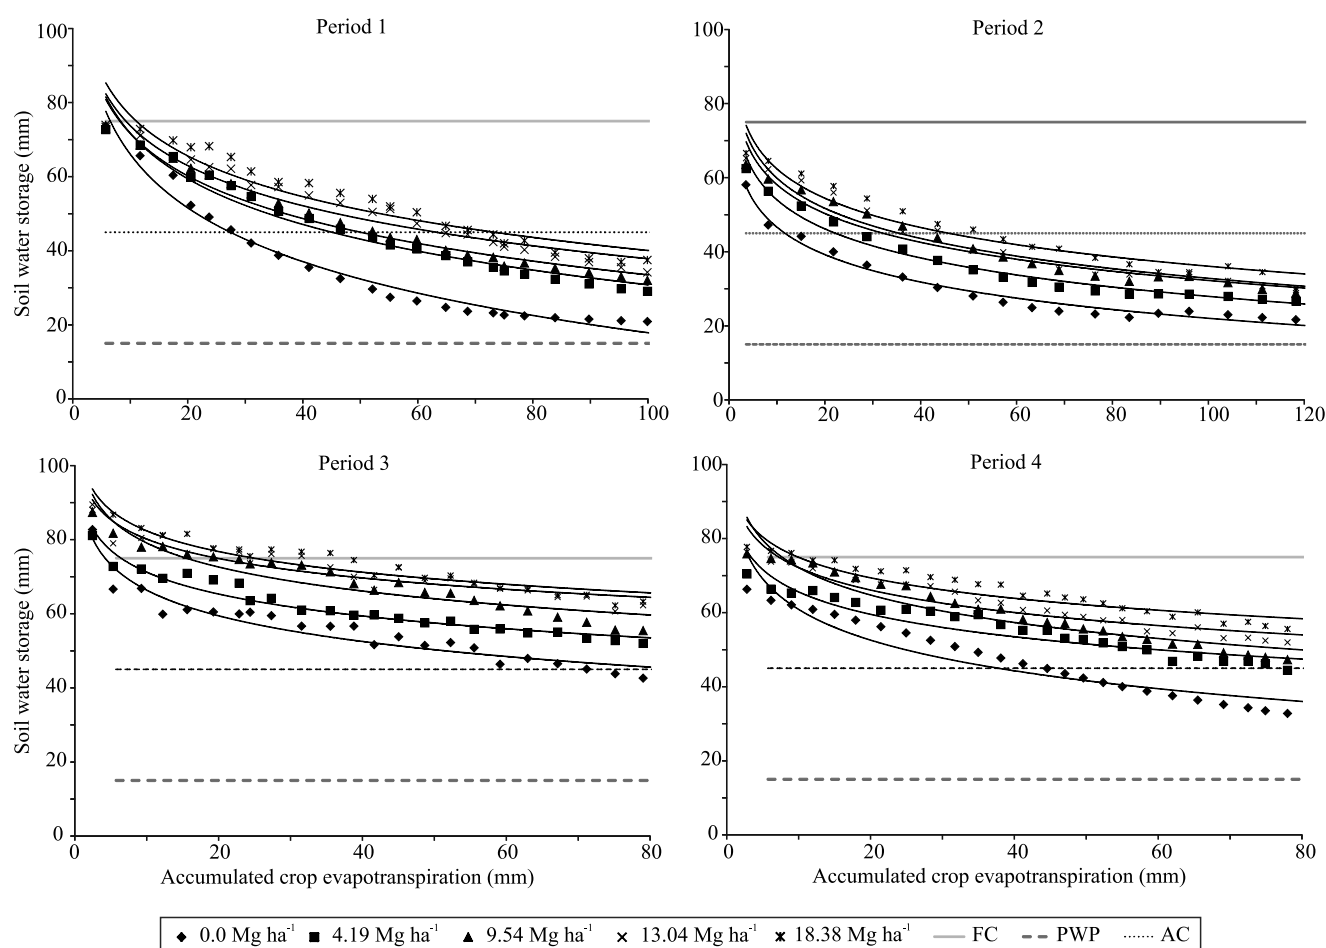 Period 1
Soil water storage (mm)
100
80
60
40
20
0
0 20 40 60 80 100
Period 2
100
80
60
40
20
0
0 20 40 60 80 100 120
Period 3
Soil water storage (mm)
100
80
60
40
20
0
0 20 40 60 80
Accumulated crop evapotranspiration (mm)
Period 4
100
80
60
40
20
0
0 20 40 60 80
Accumulated crop evapotranspiration (mm)
0.0 Mg ha⁻¹ 4.19 Mg ha⁻¹ 9.54 Mg ha⁻¹ 13.04 Mg ha⁻¹ 18.38 Mg ha⁻¹ FC PWP AC